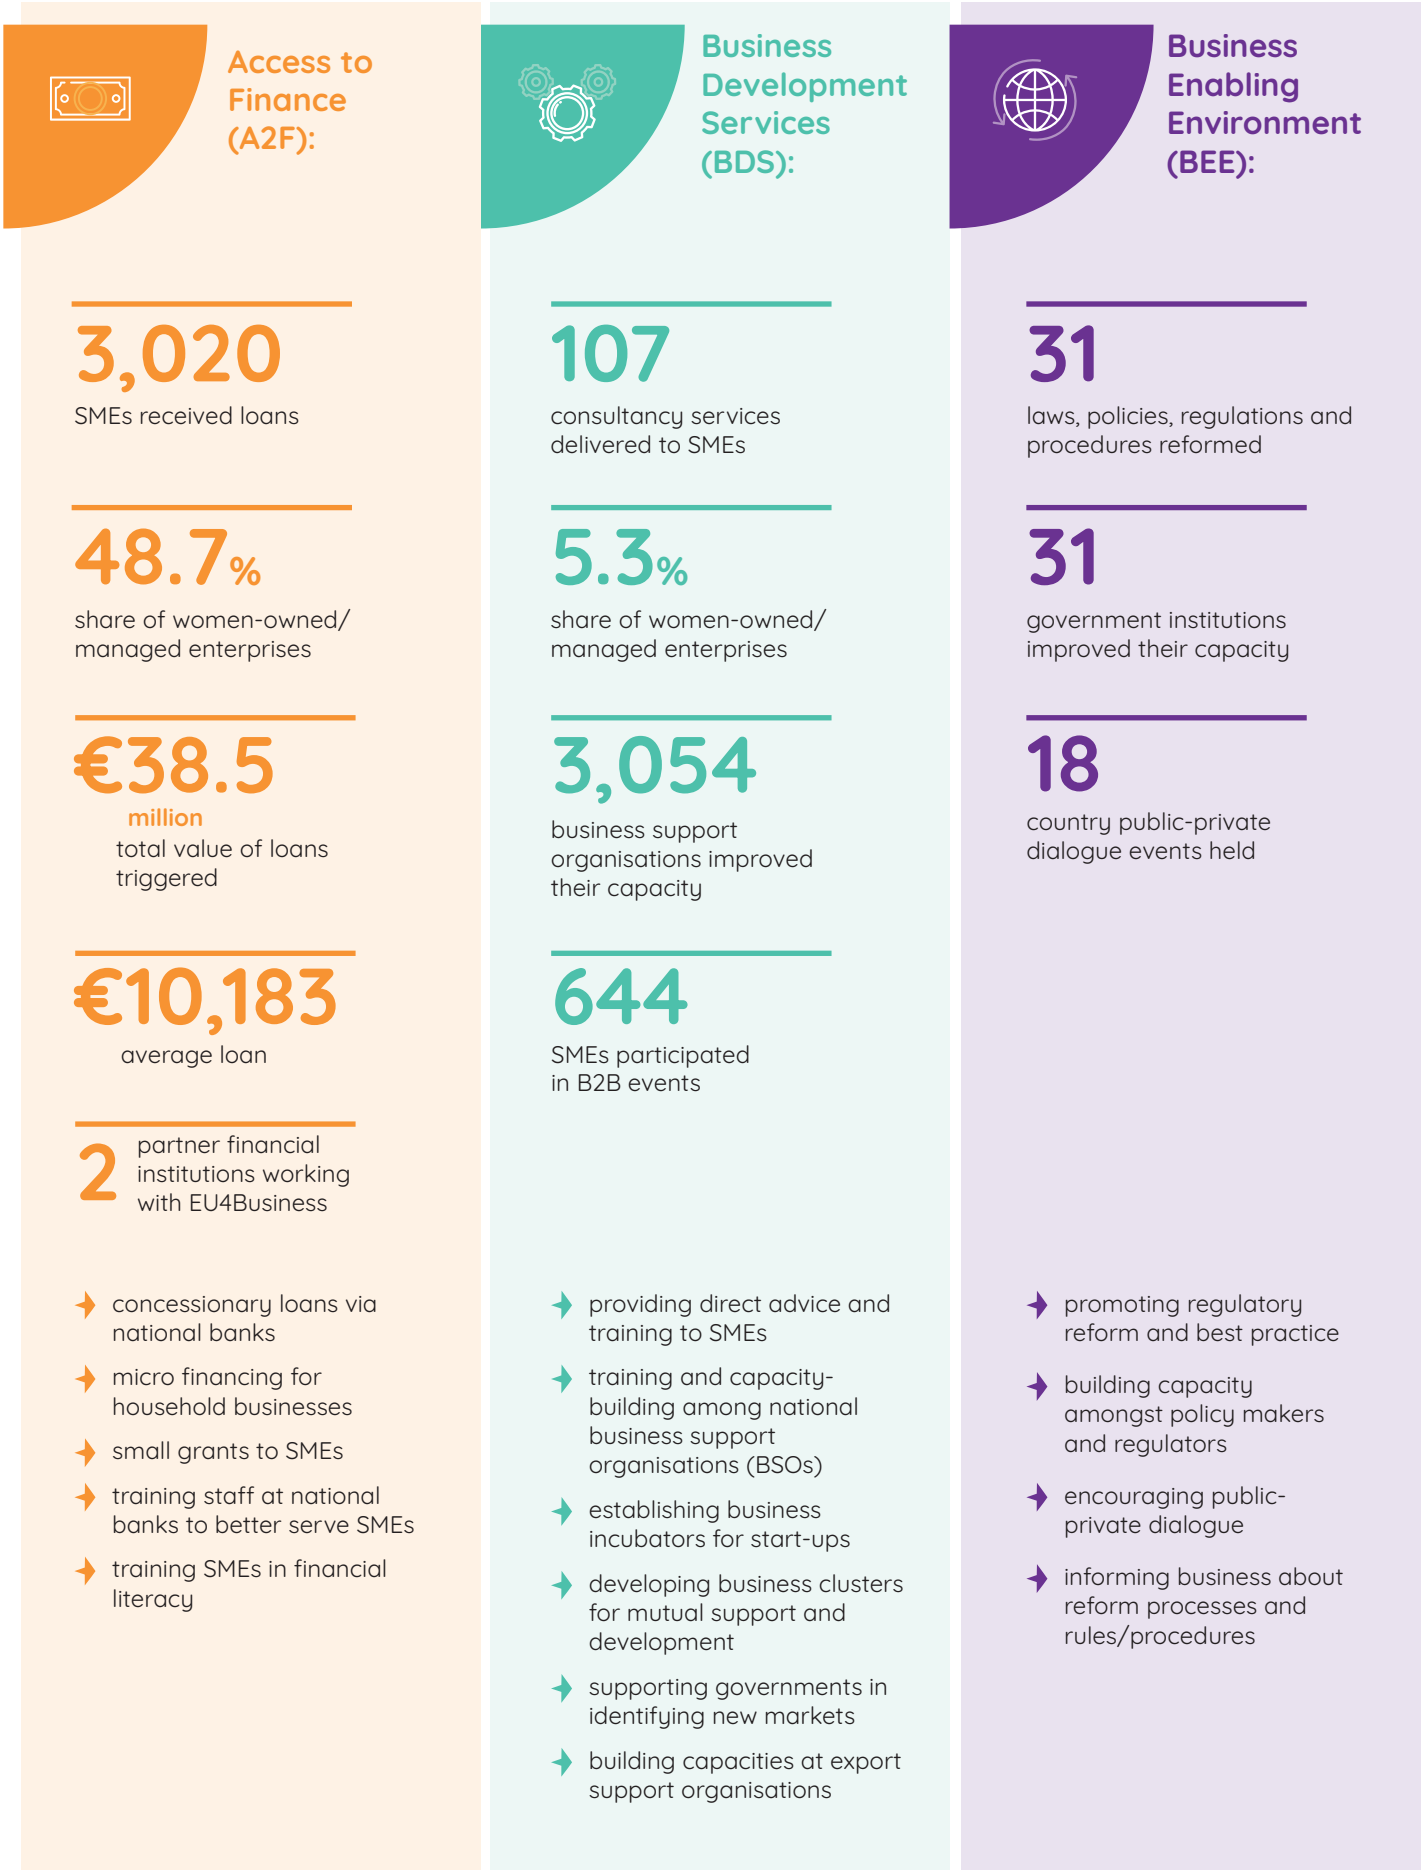 Access to
Finance
(A2F):
3,020
SMEs received loans
48.7%
share of women-owned/
managed enterprises
€38.5
million
total value of loans
triggered
€10,183
average loan
2
partner financial
institutions working
with EU4Business
concessionary loans via
national banks
micro financing for
household businesses
small grants to SMEs
training staff at national
banks to better serve SMEs
training SMEs in financial
literacy
Business
Development
Services
(BDS):
107
consultancy services
delivered to SMEs
5.3%
share of women-owned/
managed enterprises
3,054
business support
organisations improved
their capacity
644
SMEs participated
in B2B events
providing direct advice and
training to SMEs
training and capacity-
building among national
business support
organisations (BSOs)
establishing business
incubators for start-ups
developing business clusters
for mutual support and
development
supporting governments in
identifying new markets
building capacities at export
support organisations
Business
Enabling
Environment
(BEE):
31
laws, policies, regulations and
procedures reformed
31
government institutions
improved their capacity
18
country public-private
dialogue events held
promoting regulatory
reform and best practice
building capacity
amongst policy makers
and regulators
encouraging public-
private dialogue
informing business about
reform processes and
rules/procedures